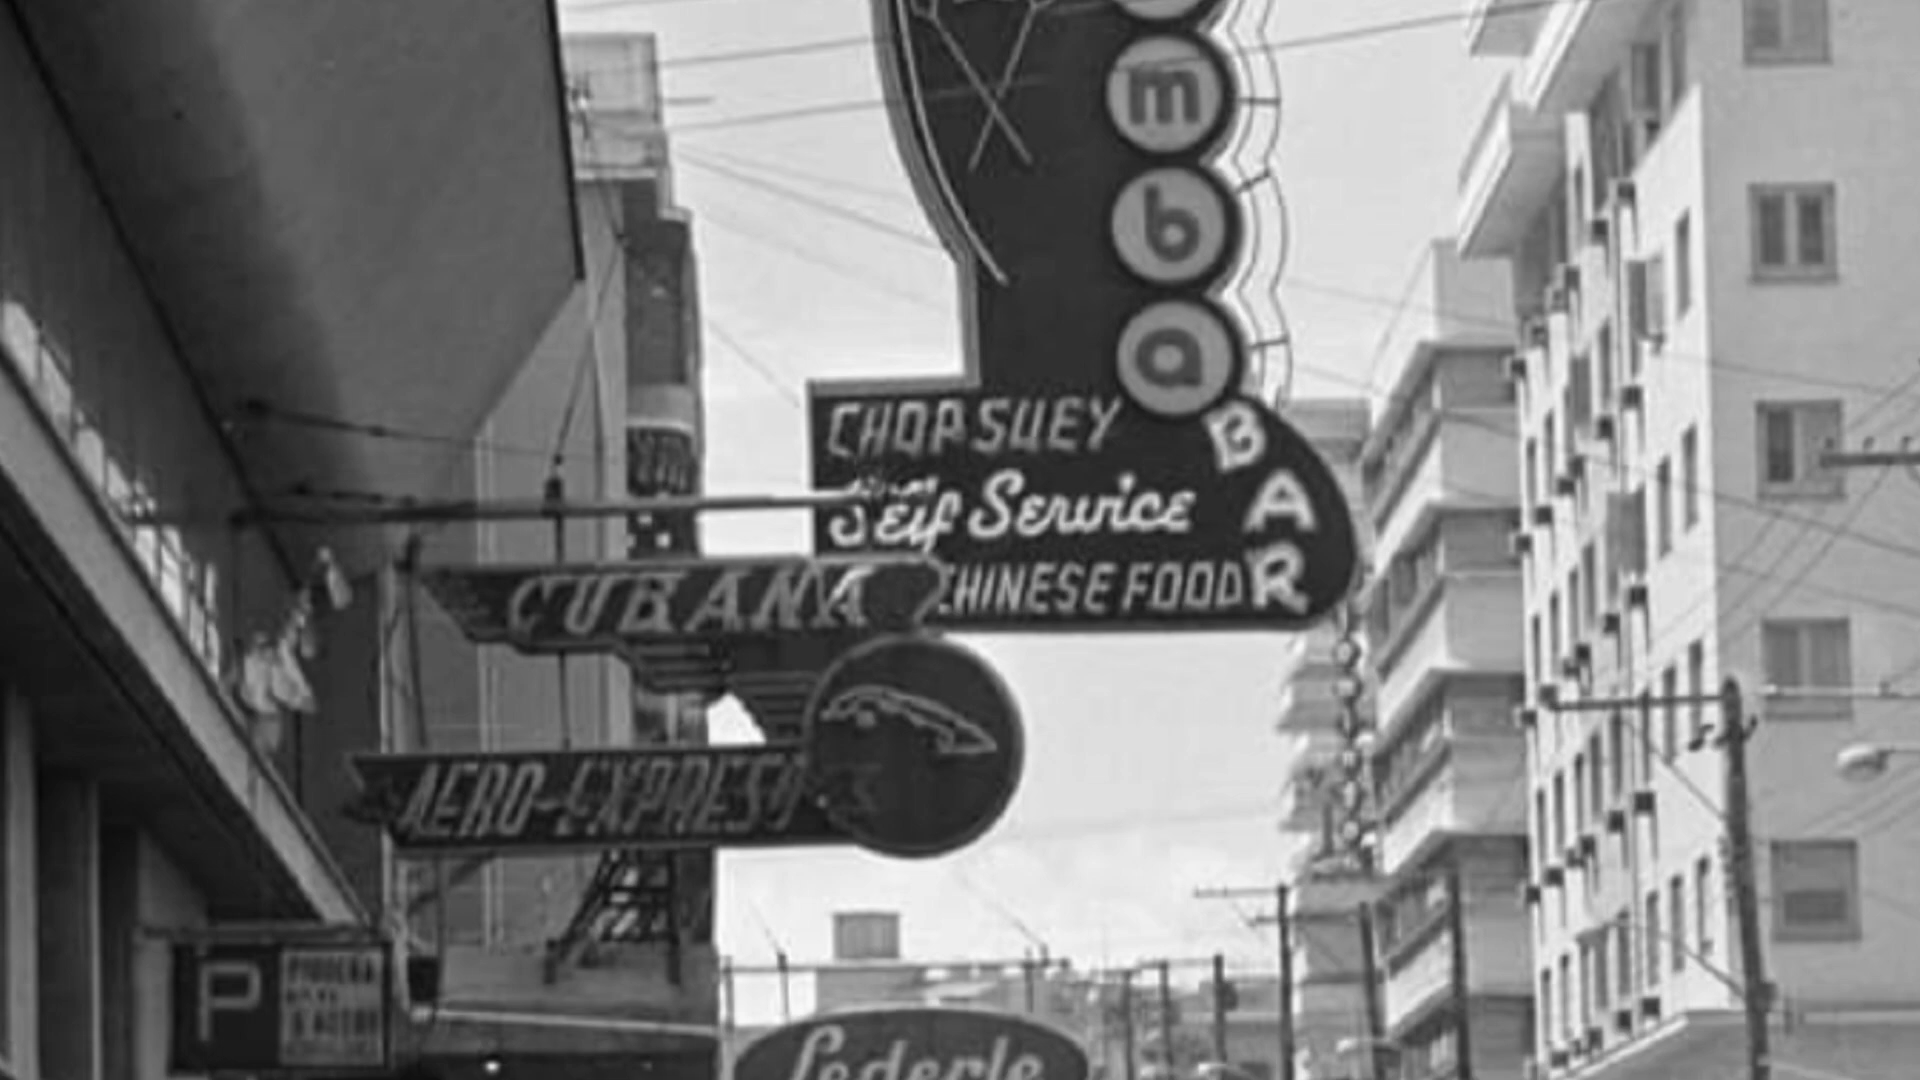 mba
CHOP SUEY
Self Service
CHINESE FOOD
BAR
CUBANA
AERO-EXPRESO
P
Lederle